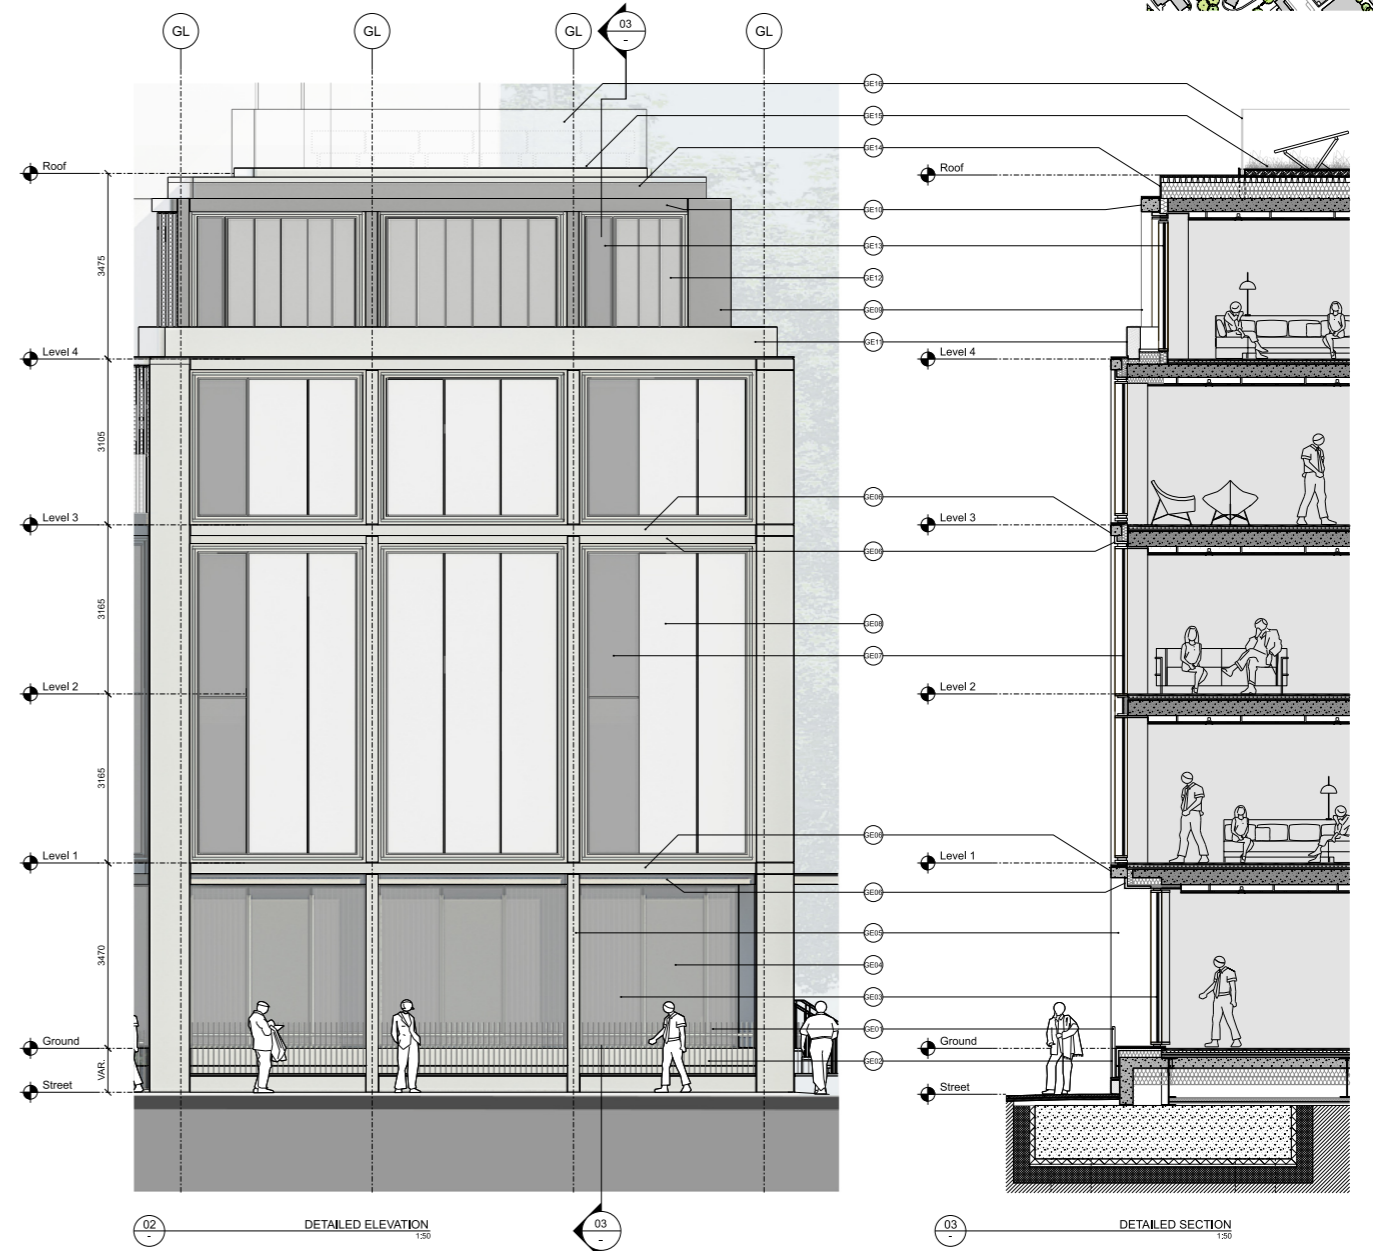 GL
GL
GL
03
-
GL
GE16
GE15
GE14
GE10
GE13
GE12
GE09
GE11
GE06
GE06
GE08
GE07
GE06
GE06
GE05
GE04
GE03
GE01
GE02
Roof
Level 4
Level 3
Level 2
Level 1
Ground
Street
3475
3105
3165
3165
3470
VAR.
Roof
Level 4
Level 3
Level 2
Level 1
Ground
Street
02
-
DETAILED ELEVATION
1:50
03
-
03
-
DETAILED SECTION
1:50